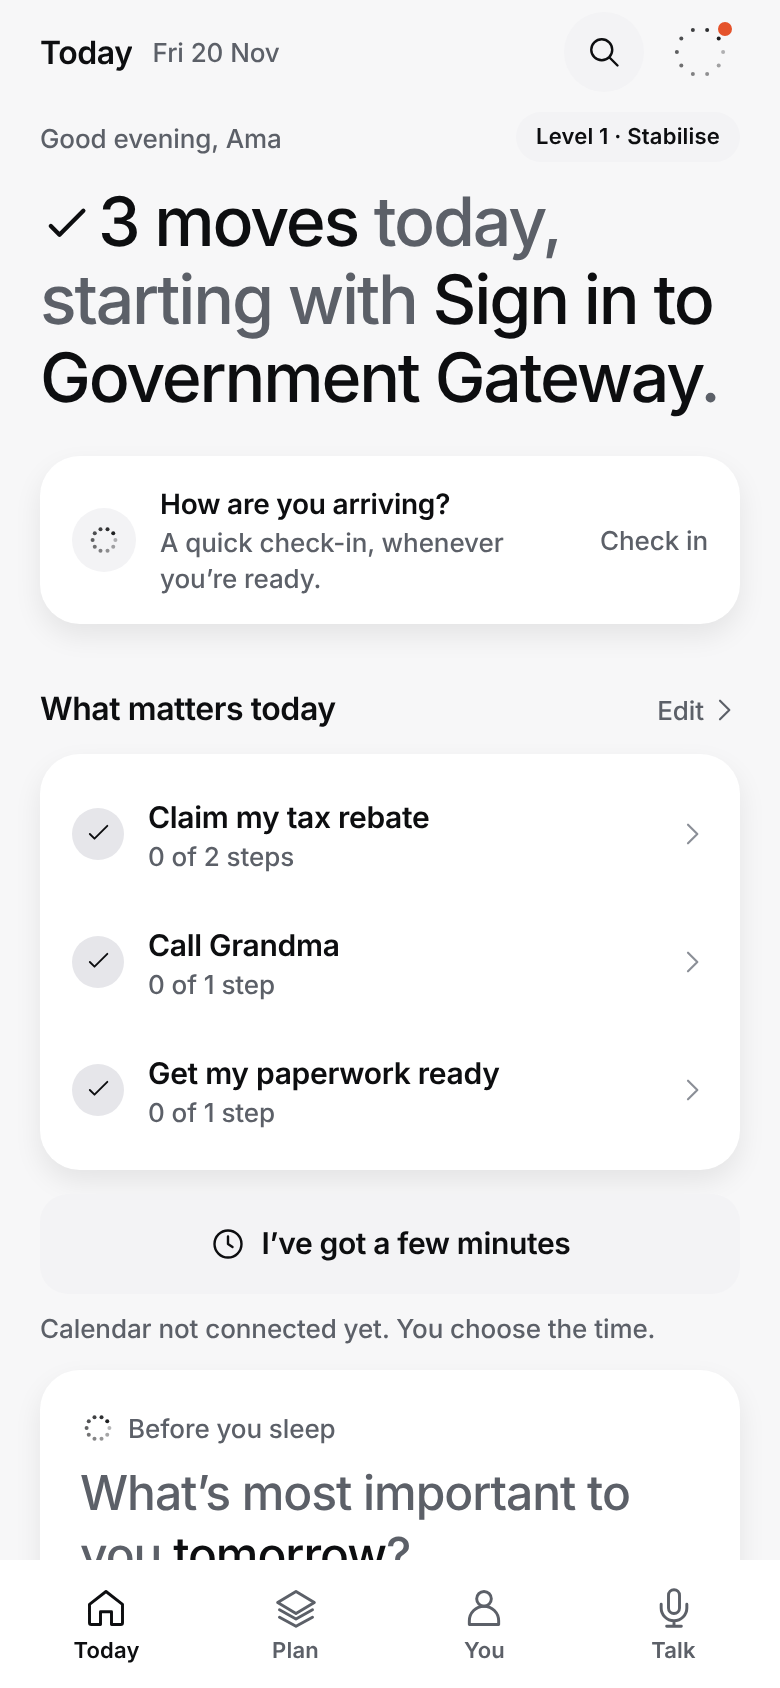 Today Fri 20 Nov
Good evening, Ama
Level 1 · Stabilise
3 moves today,
starting with Sign in to
Government Gateway.
How are you arriving?
A quick check-in, whenever
you’re ready.
Check in
What matters today
Edit
Claim my tax rebate
0 of 2 steps
Call Grandma
0 of 1 step
Get my paperwork ready
0 of 1 step
I’ve got a few minutes
Calendar not connected yet. You choose the time.
Before you sleep
What’s most important to
you tomorrow?
Today
Plan
You
Talk